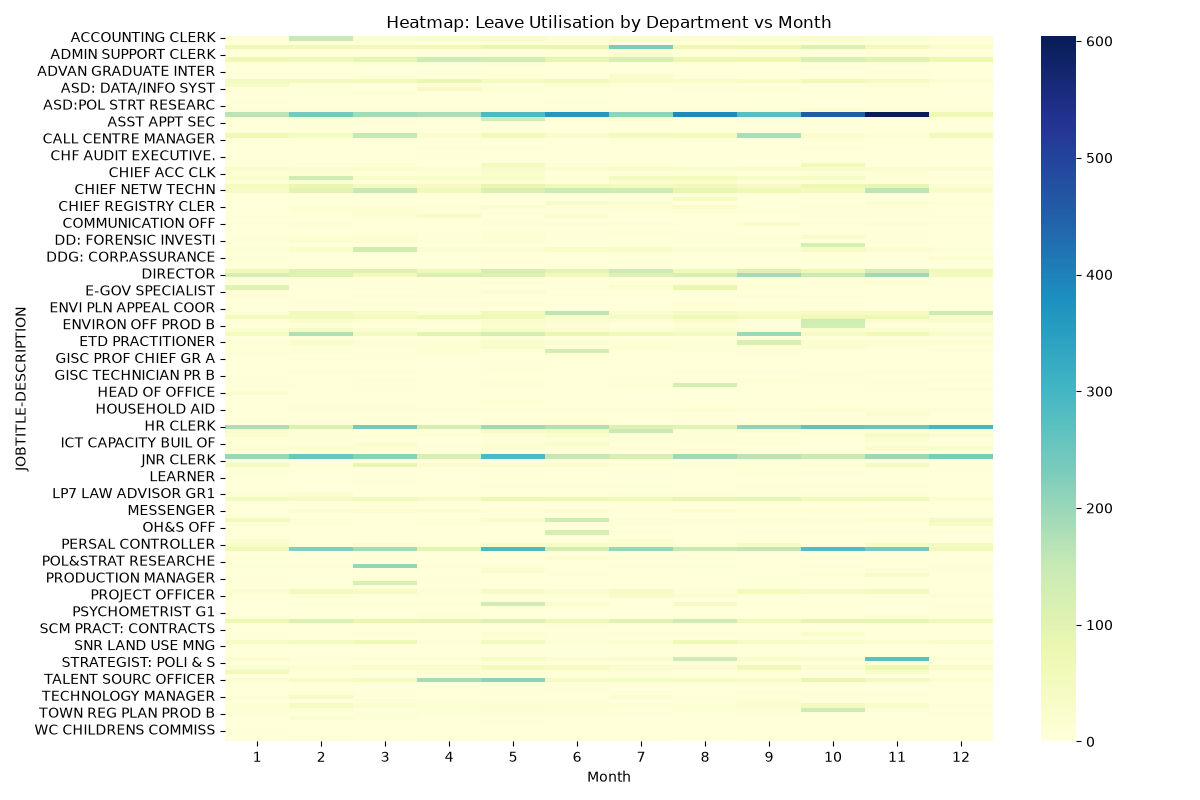 Heatmap: Leave Utilisation by Department vs Month
ACCOUNTING CLERK
ADMIN SUPPORT CLERK
ADVAN GRADUATE INTER
ASD: DATA/INFO SYST
ASD:POL STRT RESEARC
ASST APPT SEC
CALL CENTRE MANAGER
CHF AUDIT EXECUTIVE.
CHIEF ACC CLK
CHIEF NETW TECHN
CHIEF REGISTRY CLER
COMMUNICATION OFF
DD: FORENSIC INVESTI
DDG: CORP.ASSURANCE
DIRECTOR
E-GOV SPECIALIST
ENVI PLN APPEAL COOR
ENVIRON OFF PROD B
ETD PRACTITIONER
GISC PROF CHIEF GR A
GISC TECHNICIAN PR B
HEAD OF OFFICE
HOUSEHOLD AID
HR CLERK
ICT CAPACITY BUIL OF
JNR CLERK
LEARNER
LP7 LAW ADVISOR GR1
MESSENGER
OH&S OFF
PERSAL CONTROLLER
POL&STRAT RESEARCHE
PRODUCTION MANAGER
PROJECT OFFICER
PSYCHOMETRIST G1
SCM PRACT: CONTRACTS
SNR LAND USE MNG
STRATEGIST: POLI & S
TALENT SOURC OFFICER
TECHNOLOGY MANAGER
TOWN REG PLAN PROD B
WC CHILDRENS COMMISS
JOBTITLE-DESCRIPTION
1 2 3 4 5 6 7 8 9 10 11 12
Month
600
500
400
300
200
100
0